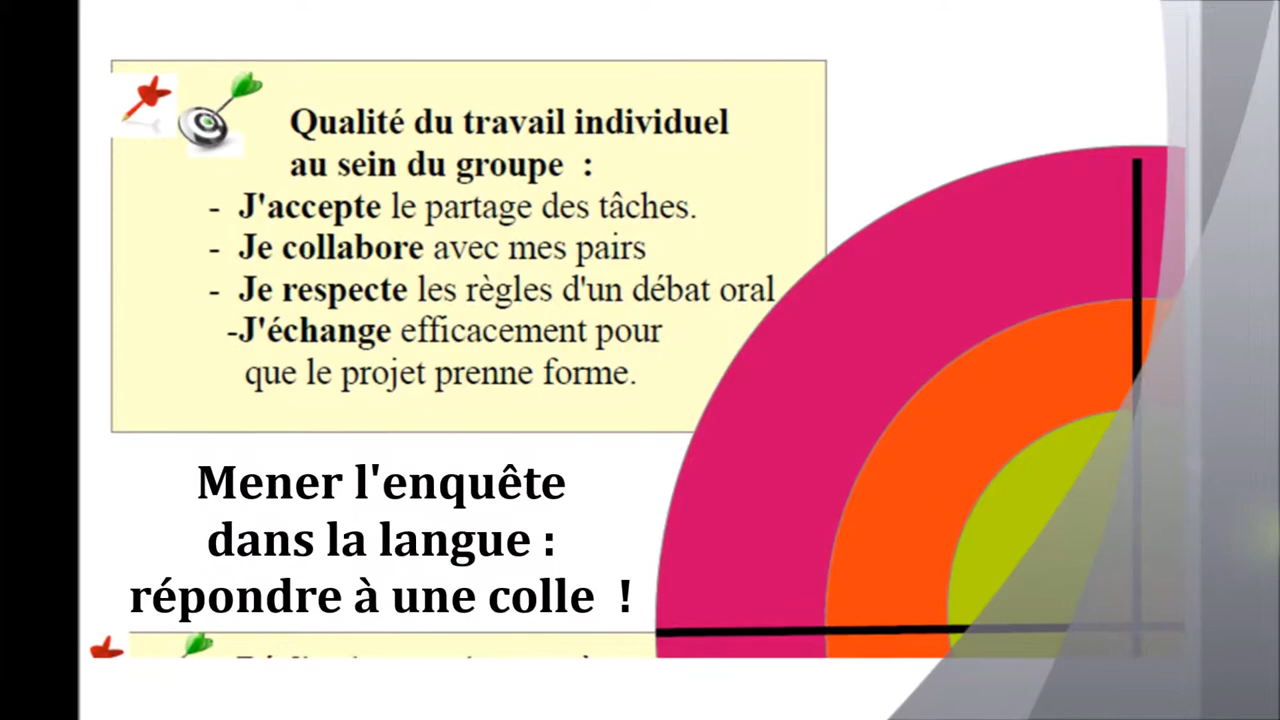 Qualité du travail individuel
au sein du groupe :
- J'accepte le partage des tâches.
- Je collabore avec mes pairs
- Je respecte les règles d'un débat oral
-J'échange efficacement pour
que le projet prenne forme.
Mener l'enquête
dans la langue :
répondre à une colle !